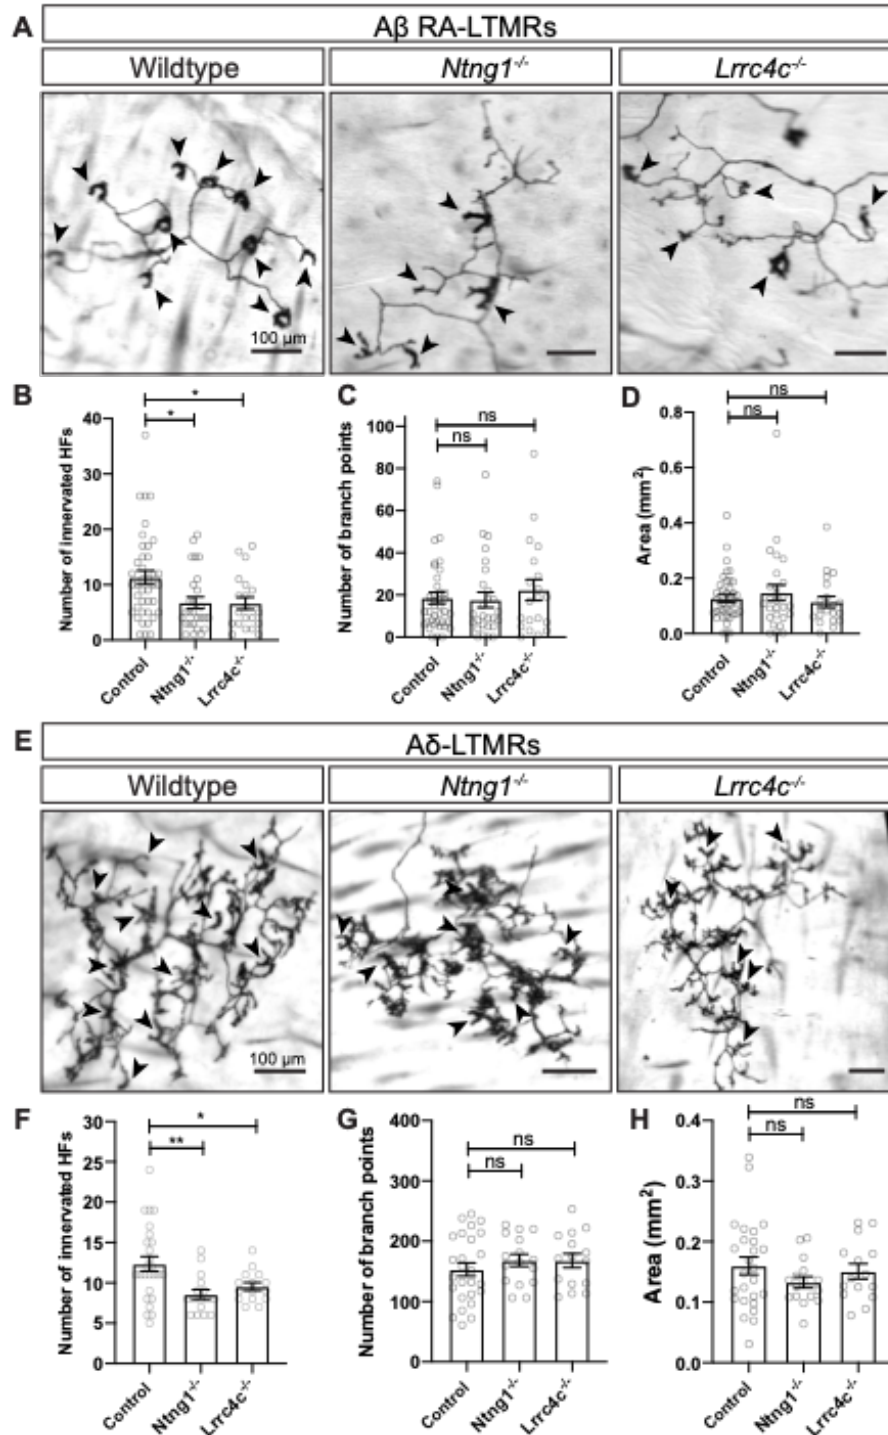 A
Aβ RA-LTMRs
Wildtype
Ntng1-/-
Lrrc4c-/-
100 µm
B
*
*
Number of innervated HFs
40
30
20
10
0
Control
Ntng1-/-
Lrrc4c-/-
C
ns
ns
Number of branch points
100
80
60
40
20
0
Control
Ntng1-/-
Lrrc4c-/-
D
ns
ns
Area (mm2)
0.8
0.6
0.4
0.2
0.0
Control
Ntng1-/-
Lrrc4c-/-
E
Aδ-LTMRs
Wildtype
Ntng1-/-
Lrrc4c-/-
100 µm
F
*
**
Number of innervated HFs
30
25
20
15
10
5
0
Control
Ntng1-/-
Lrrc4c-/-
G
ns
ns
Number of branch points
400
300
200
100
0
Control
Ntng1-/-
Lrrc4c-/-
H
ns
ns
Area (mm2)
0.4
0.3
0.2
0.1
0.0
Control
Ntng1-/-
Lrrc4c-/-